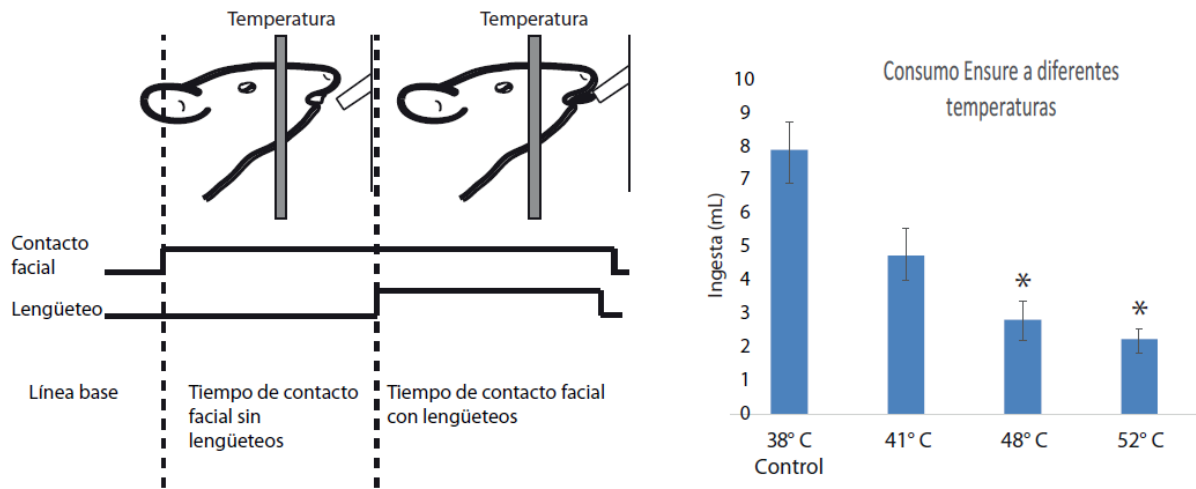 Temperatura
Temperatura
Contacto
facial
Lengüeteo
Línea base
Tiempo de contacto
facial sin
lengüeteos
Tiempo de contacto facial
con lengüeteos
Consumo Ensure a diferentes
temperaturas
Ingesta (mL)
10
9
8
7
6
5
4
3
2
1
0
*
*
38° C
Control
41° C
48° C
52° C